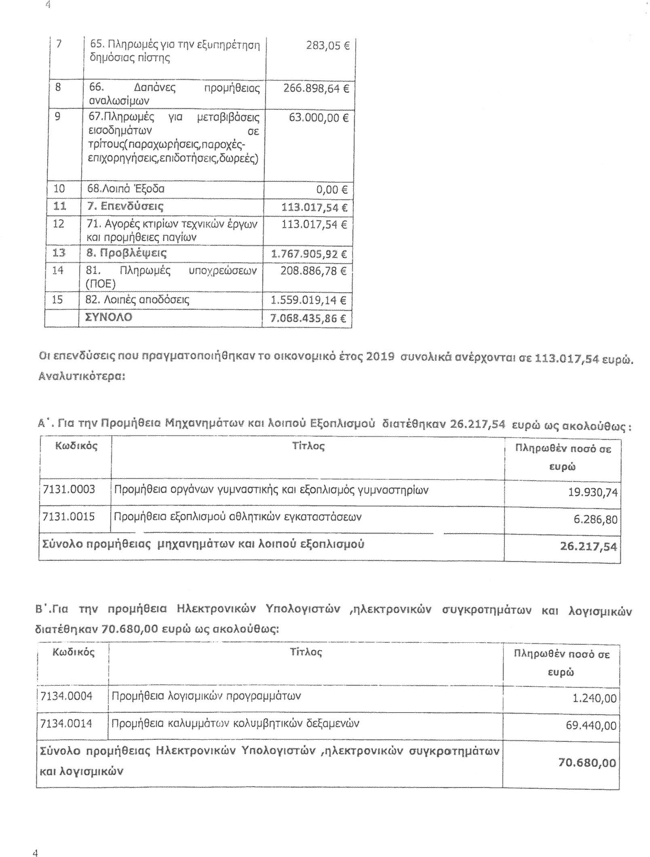 4
7 65. Πληρωμές για την εξυπηρέτηση 283,05 €
δημόσιας πίστης
8 66. Δαπάνες προμήθειας 266.898,64 €
αναλωσίμων
9 67.Πληρωμές για μεταβιβάσεις 63.000,00 €
εισοδημάτων σε
τρίτους(παραχωρήσεις,παροχές-
επιχορηγήσεις,επιδοτήσεις,δωρεές)
10 68.Λοιπά Έξοδα 0,00 €
11 7. Επενδύσεις 113.017,54 €
12 71. Αγορές κτιρίων τεχνικών έργων 113.017,54 €
και προμήθειες παγίων
13 8. Προβλέψεις 1.767.905,92 €
14 81. Πληρωμές υποχρεώσεων 208.886,78 €
(ΠΟΕ)
15 82. Λοιπές αποδόσεις 1.559.019,14 €
ΣΥΝΟΛΟ 7.068.435,86 €
Οι επενδύσεις που πραγματοποιήθηκαν το οικονομικό έτος 2019 συνολικά ανέρχονται σε 113.017,54 ευρώ.
Αναλυτικότερα:
Α΄. Για την Προμήθεια Μηχανημάτων και λοιπού Εξοπλισμού διατέθηκαν 26.217,54 ευρώ ως ακολούθως :
Κωδικός Τίτλος Πληρωθέν ποσό σε
ευρώ
7131.0003 Προμήθεια οργάνων γυμναστικής και εξοπλισμός γυμναστηρίων 19.930,74
7131.0015 Προμήθεια εξοπλισμού αθλητικών εγκαταστάσεων 6.286,80
Σύνολο προμήθειας μηχανημάτων και λοιπού εξοπλισμού 26.217,54
Β΄.Για την προμήθεια Ηλεκτρονικών Υπολογιστών ,ηλεκτρονικών συγκροτημάτων και λογισμικών
διατέθηκαν 70.680,00 ευρώ ως ακολούθως:
Κωδικός Τίτλος Πληρωθέν ποσό σε
ευρώ
7134.0004 Προμήθεια λογισμικών προγραμμάτων 1.240,00
7134.0014 Προμήθεια καλυμμάτων κολυμβητικών δεξαμενών 69.440,00
Σύνολο προμήθειας Ηλεκτρονικών Υπολογιστών ,ηλεκτρονικών συγκροτημάτων 70.680,00
και λογισμικών
4